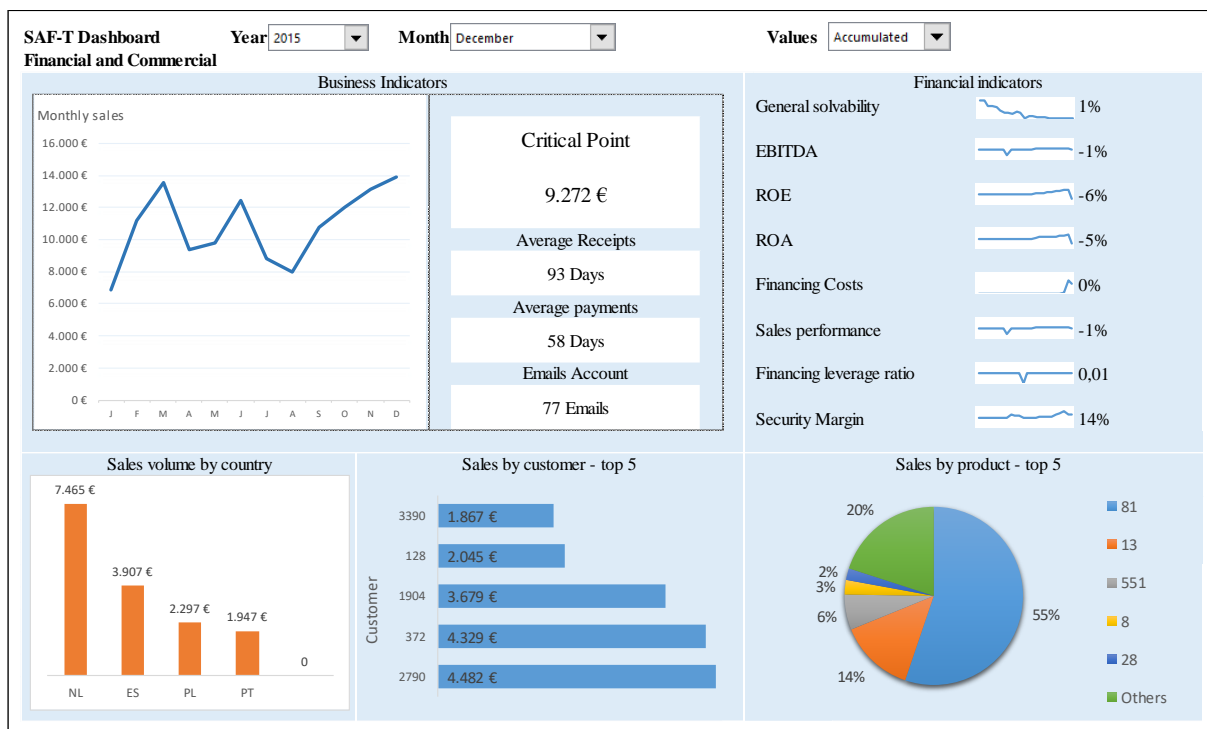 SAF-T Dashboard Year 2015 Month December Values Accumulated
Financial and Commercial
Business Indicators
Monthly sales
16.000 €
14.000 €
12.000 €
10.000 €
8.000 €
6.000 €
4.000 €
2.000 €
0 €
J F M A M J J A S O N D
Critical Point
9.272 €
Average Receipts
93 Days
Average payments
58 Days
Emails Account
77 Emails
Financial indicators
General solvability 1%
EBITDA -1%
ROE -6%
ROA -5%
Financing Costs 0%
Sales performance -1%
Financing leverage ratio 0,01
Security Margin 14%
Sales volume by country
7.465 €
3.907 €
2.297 €
1.947 €
0
NL ES PL PT
Sales by customer - top 5
Customer
3390 1.867 €
128 2.045 €
1904 3.679 €
372 4.329 €
2790 4.482 €
Sales by product - top 5
20%
2%
3%
6%
14%
55%
81
13
551
8
28
Others